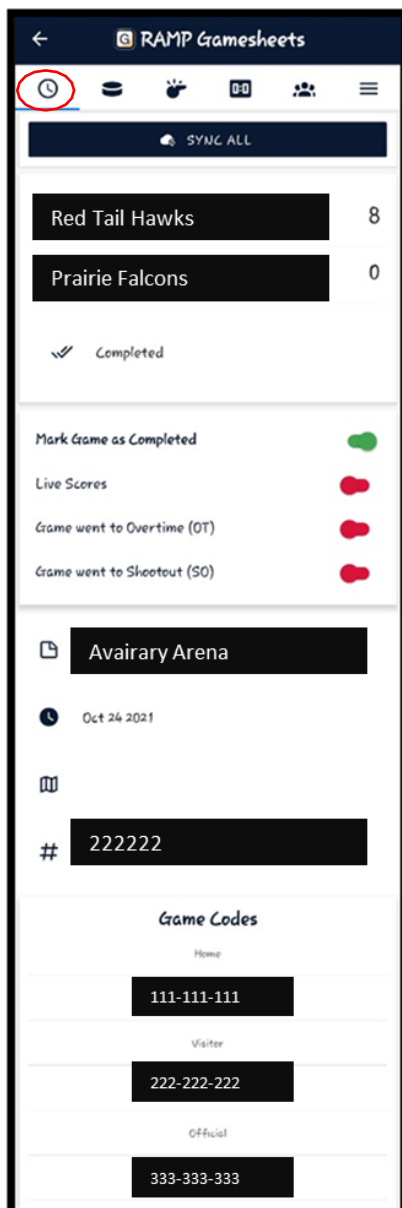 G RAMP Gamesheets
0:0
SYNC ALL
Red Tail Hawks 8
Prairie Falcons 0
Completed
Mark Game as Completed
Live Scores
Game went to Overtime (OT)
Game went to Shootout (SO)
Avairary Arena
Oct 24 2021
# 222222
Game Codes
Home
111-111-111
Visitor
222-222-222
Official
333-333-333